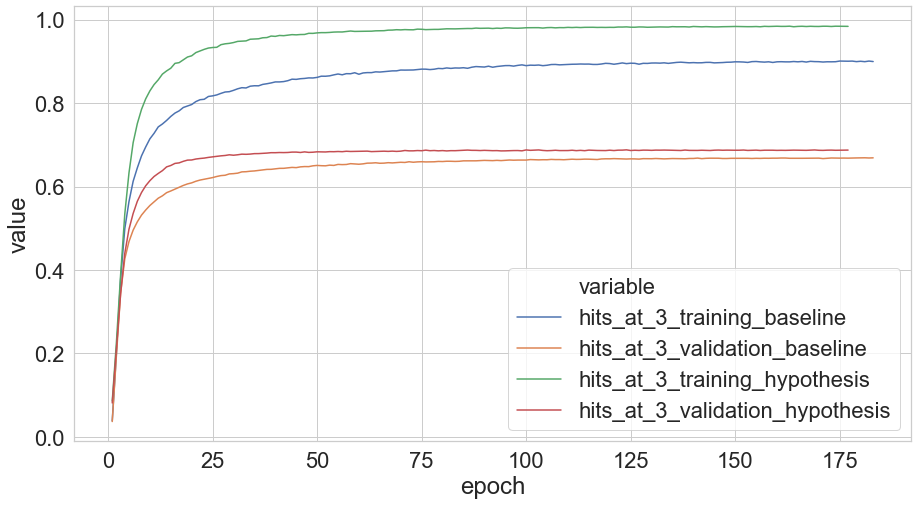 1.0
0.8
0.6
0.4
0.2
0.0
value
0
25
50
75
100
125
150
175
epoch
variable
hits_at_3_training_baseline
hits_at_3_validation_baseline
hits_at_3_training_hypothesis
hits_at_3_validation_hypothesis